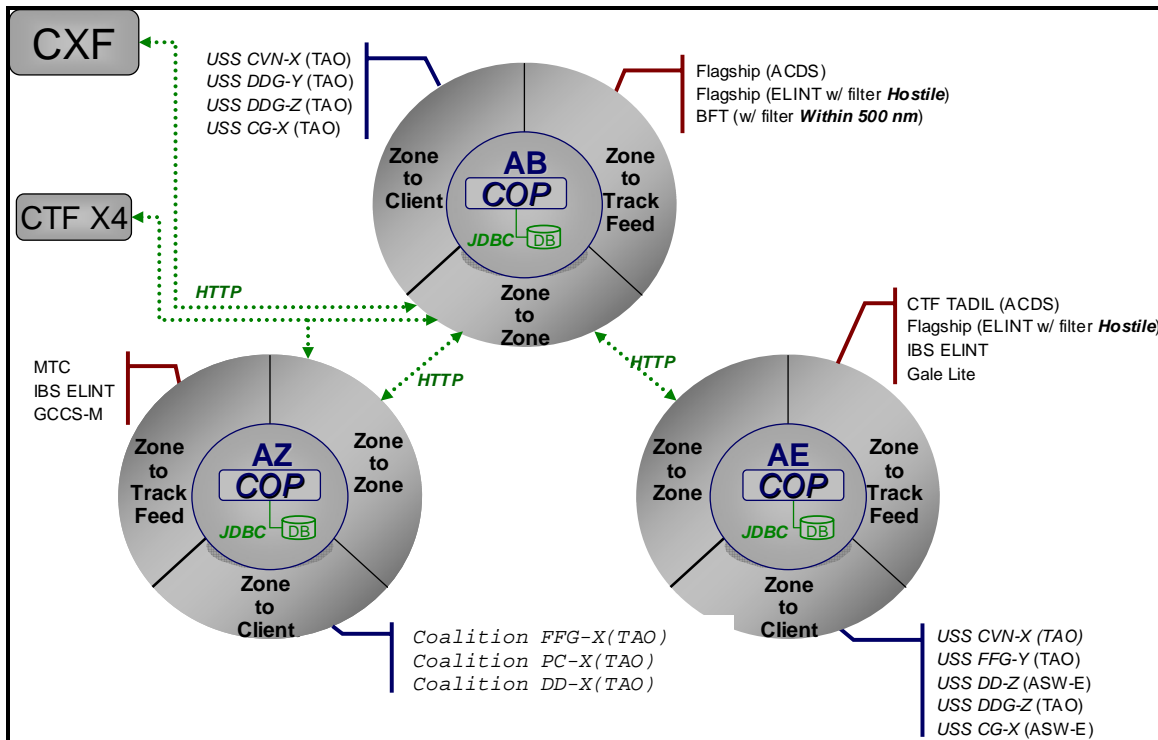 CXF
CTF X4
USS CVN-X (TAO)
USS DDG-Y (TAO)
USS DDG-Z (TAO)
USS CG-X (TAO)
Flagship (ACDS)
Flagship (ELINT w/ filter Hostile)
BFT (w/ filter Within 500 nm)
Zone
to
Client
AB
COP
JDBC
DB
Zone
to
Track
Feed
Zone
to
Zone
HTTP
HTTP
HTTP
MTC
IBS ELINT
GCCS-M
Zone
to
Track
Feed
AZ
COP
JDBC
DB
Zone
to
Zone
Zone
to
Client
Coalition FFG-X(TAO)
Coalition PC-X(TAO)
Coalition DD-X(TAO)
CTF TADIL (ACDS)
Flagship (ELINT w/ filter Hostile)
IBS ELINT
Gale Lite
Zone
to
Zone
AE
COP
JDBC
DB
Zone
to
Track
Feed
Zone
to
Client
USS CVN-X (TAO)
USS FFG-Y (TAO)
USS DD-Z (ASW-E)
USS DDG-Z (TAO)
USS CG-X (ASW-E)